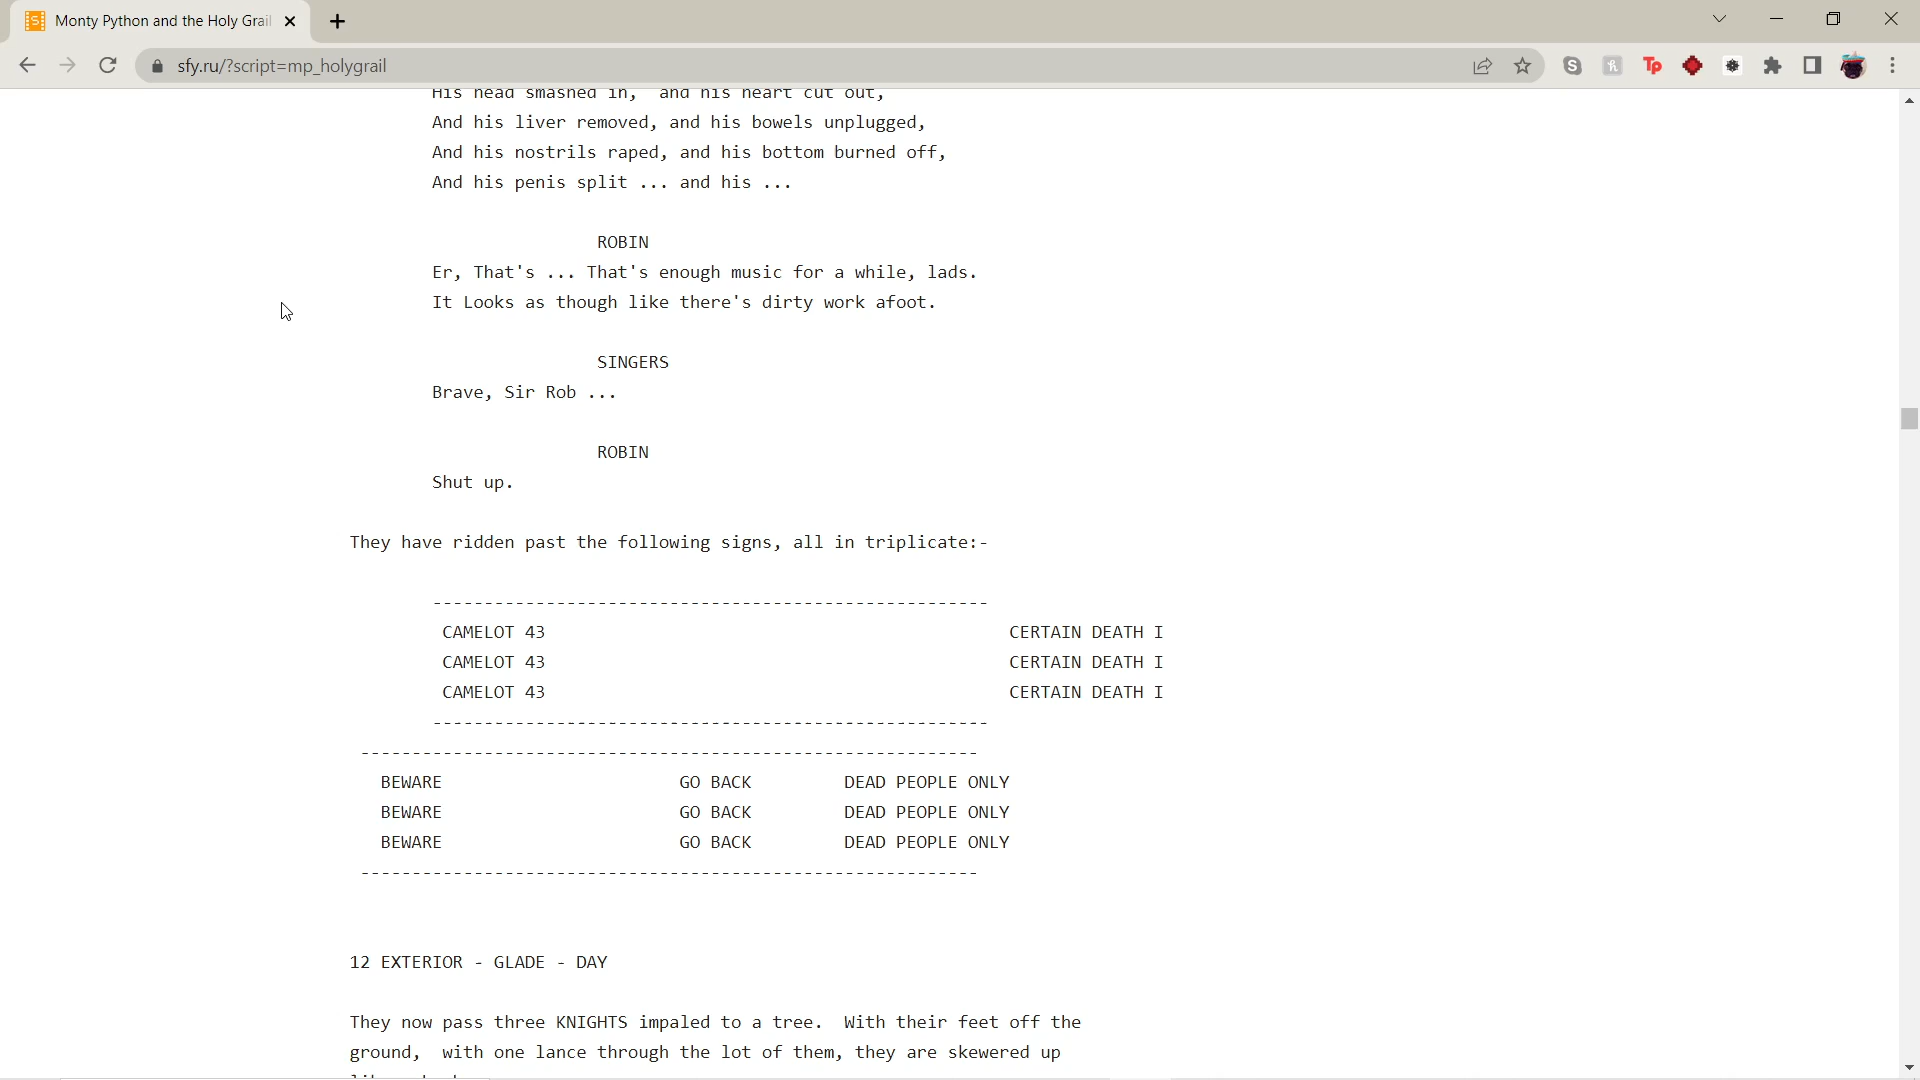 Monty Python and the Holy Grail
sfy.ru/?script=mp_holygrail
His head smashed in,  and his heart cut out,
And his liver removed, and his bowels unplugged,
And his nostrils raped, and his bottom burned off,
And his penis split ... and his ...
ROBIN
Er, That's ... That's enough music for a while, lads.
It Looks as though like there's dirty work afoot.
SINGERS
Brave, Sir Rob ...
ROBIN
Shut up.
They have ridden past the following signs, all in triplicate:-
------------------------------------------------------
CAMELOT 43 CERTAIN DEATH I
CAMELOT 43 CERTAIN DEATH I
CAMELOT 43 CERTAIN DEATH I
------------------------------------------------------
------------------------------------------------------------
BEWARE GO BACK DEAD PEOPLE ONLY
BEWARE GO BACK DEAD PEOPLE ONLY
BEWARE GO BACK DEAD PEOPLE ONLY
------------------------------------------------------------
12 EXTERIOR - GLADE - DAY
They now pass three KNIGHTS impaled to a tree.  With their feet off the
ground,  with one lance through the lot of them, they are skewered up